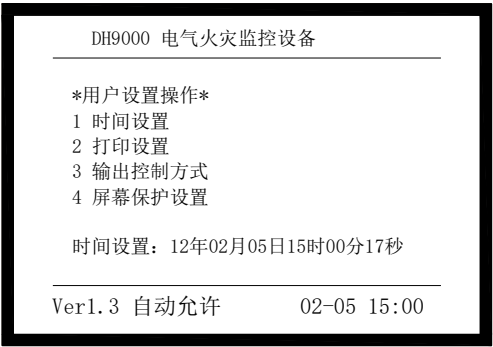 DH9000 电气火灾监控设备
*用户设置操作*
1 时间设置
2 打印设置
3 输出控制方式
4 屏幕保护设置
时间设置：12年02月05日15时00分17秒
Ver1.3 自动允许 02-05 15:00